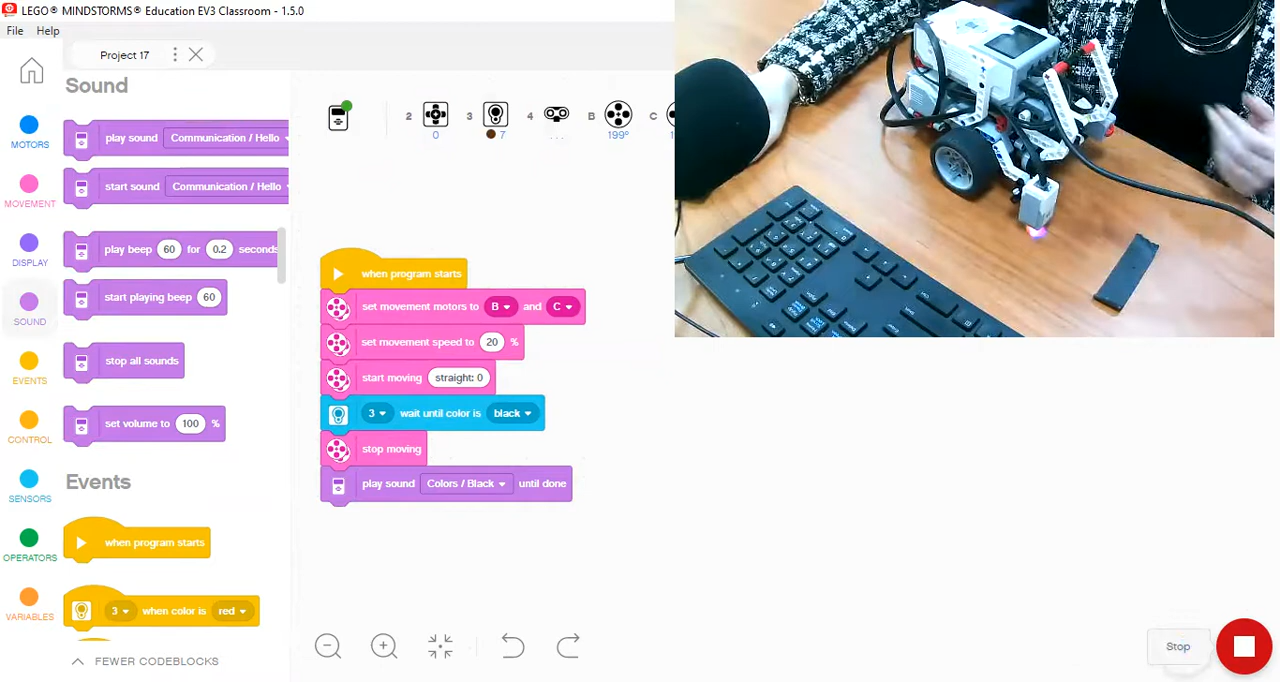 LEGO® MINDSTORMS® Education EV3 Classroom - 1.5.0
File Help
Project 17
MOTORS
MOVEMENT
DISPLAY
SOUND
EVENTS
CONTROL
SENSORS
OPERATORS
VARIABLES
Sound
play sound Communication / Hello
start sound Communication / Hello
play beep 60 for 0.2 seconds
start playing beep 60
stop all sounds
set volume to 100 %
Events
when program starts
3 when color is red
FEWER CODEBLOCKS
2 3 4 B C
0 7 ... 199°
when program starts
set movement motors to B and C
set movement speed to 20 %
start moving straight: 0
3 wait until color is black
stop moving
play sound Colors / Black until done
Stop